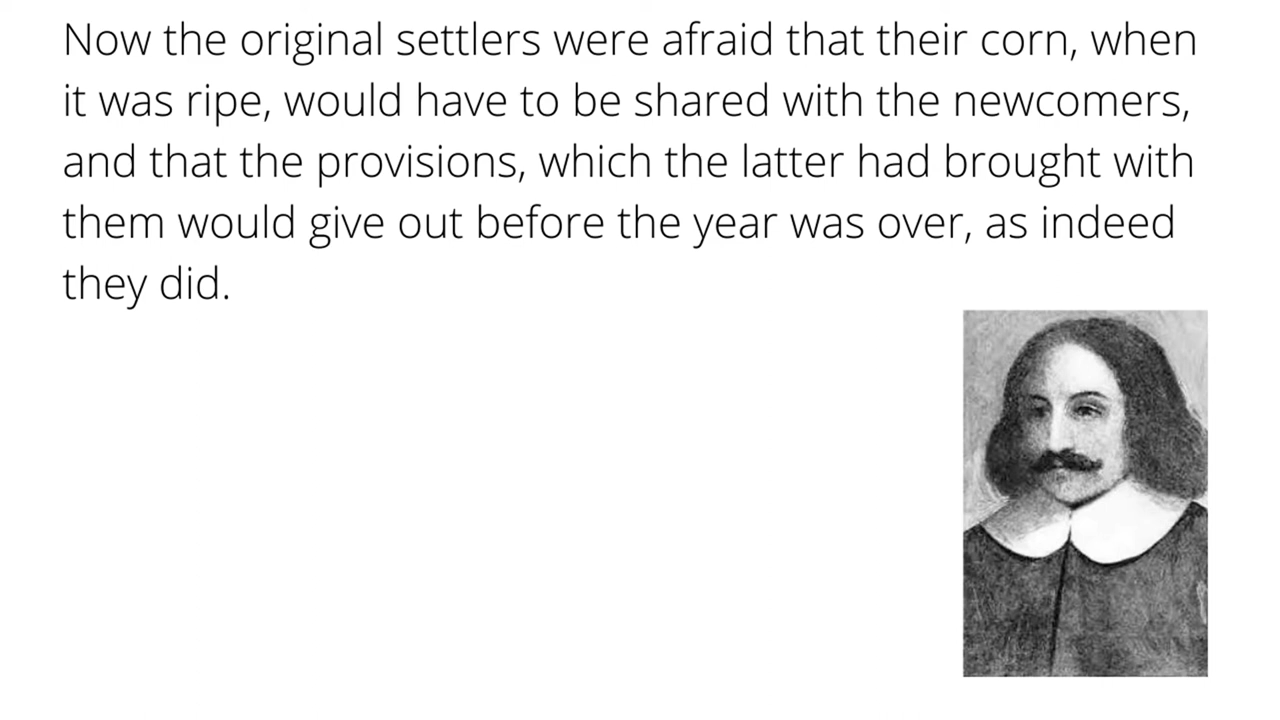 Now the original settlers were afraid that their corn, when
it was ripe, would have to be shared with the newcomers,
and that the provisions, which the latter had brought with
them would give out before the year was over, as indeed
they did.